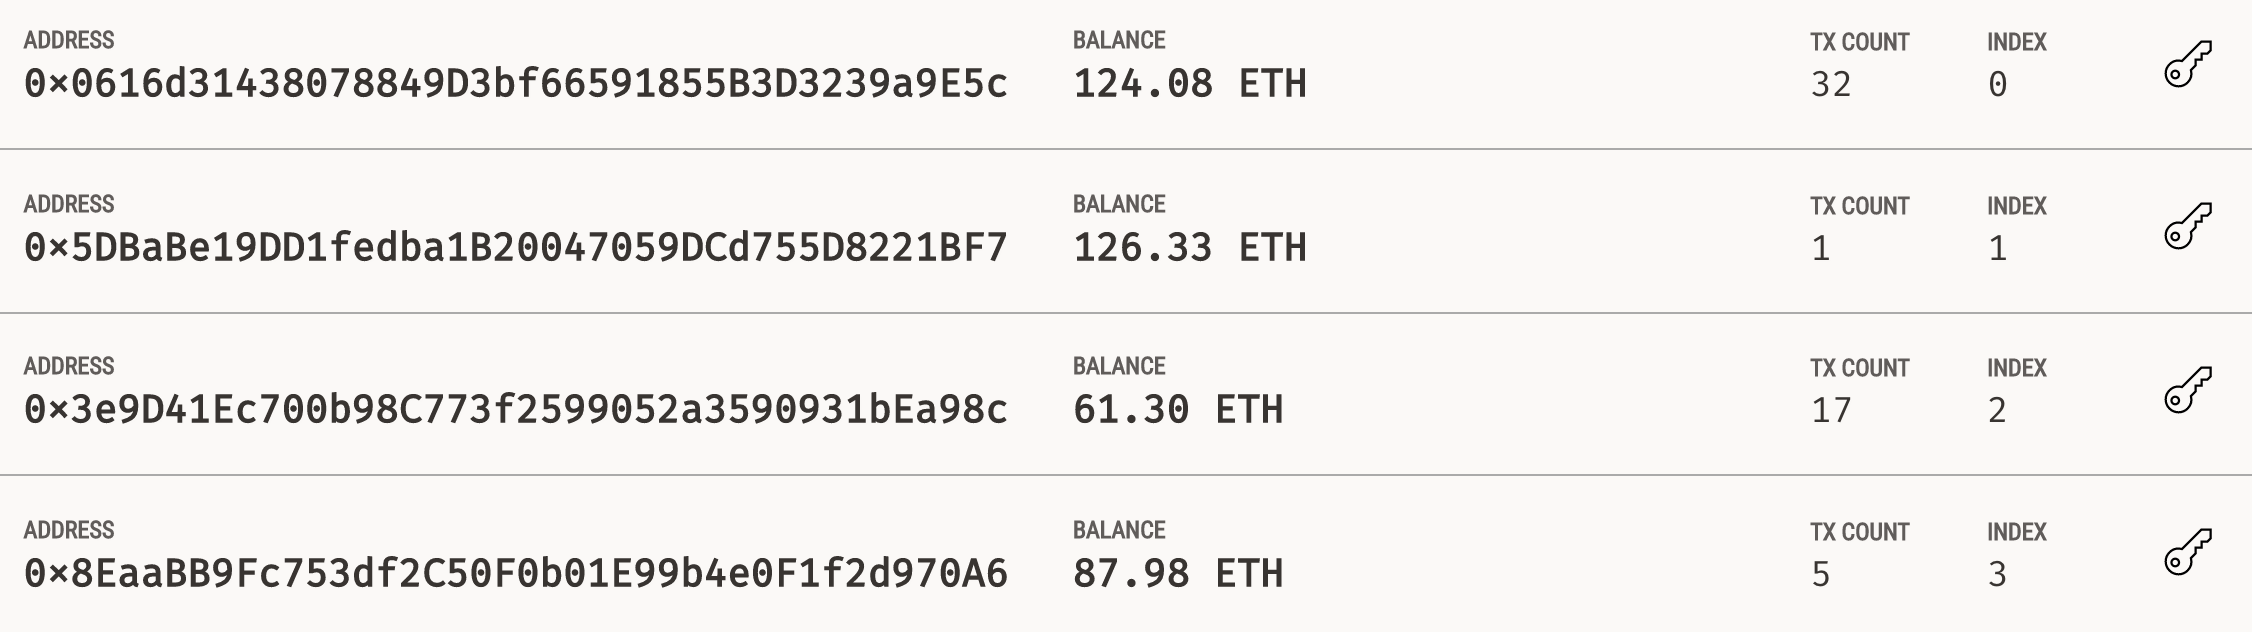 ADDRESS BALANCE TX COUNT INDEX
0×0616d31438078849D3bf66591855B3D3239a9E5c 124.08 ETH 32 0
ADDRESS BALANCE TX COUNT INDEX
0×5DBaBe19DD1fedba1B20047059DCd755D8221BF7 126.33 ETH 1 1
ADDRESS BALANCE TX COUNT INDEX
0×3e9D41Ec700b98C773f2599052a3590931bEa98c 61.30 ETH 17 2
ADDRESS BALANCE TX COUNT INDEX
0×8EaaBB9Fc753df2C50F0b01E99b4e0F1f2d970A6 87.98 ETH 5 3